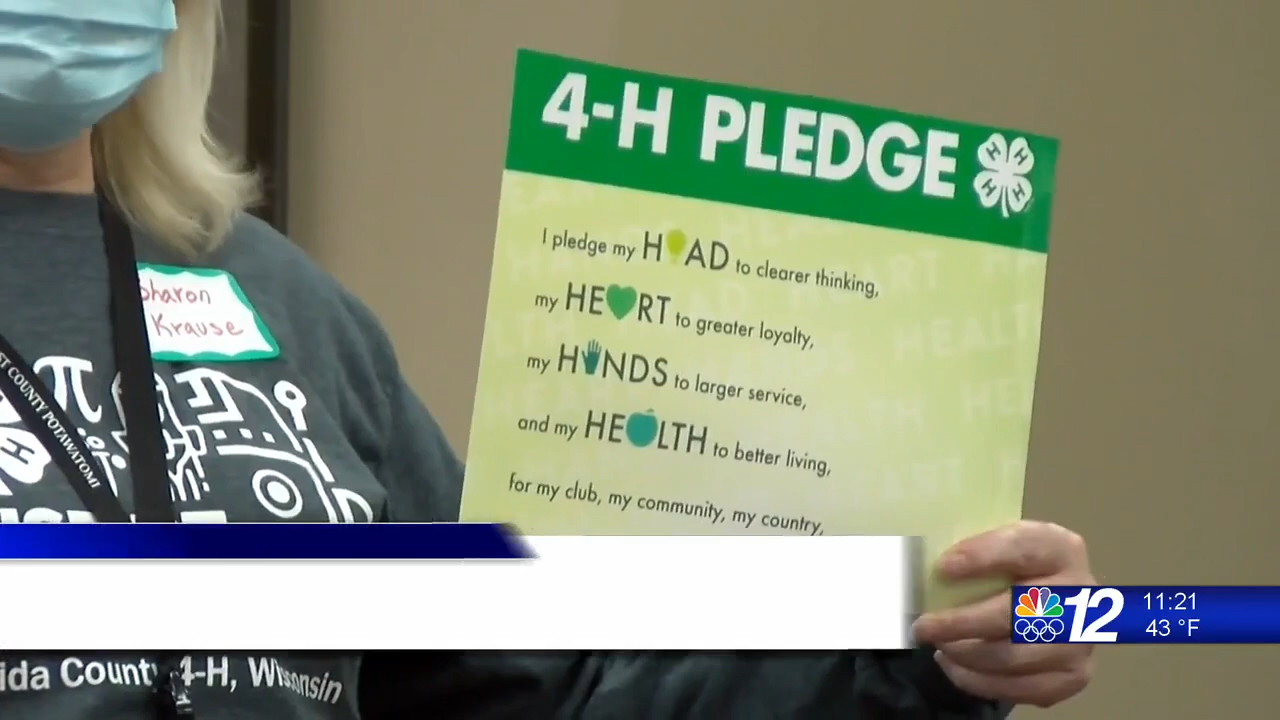 4-H PLEDGE
H H H H
I pledge my HEAD to clearer thinking,
my HEART to greater loyalty,
my HANDS to larger service,
and my HEALTH to better living,
for my club, my community, my country,
Sharon
Krause
ST COUNTY POTAWATOMI
π
H
ida County 4-H, Wisconsin
12
11:21
43 °F